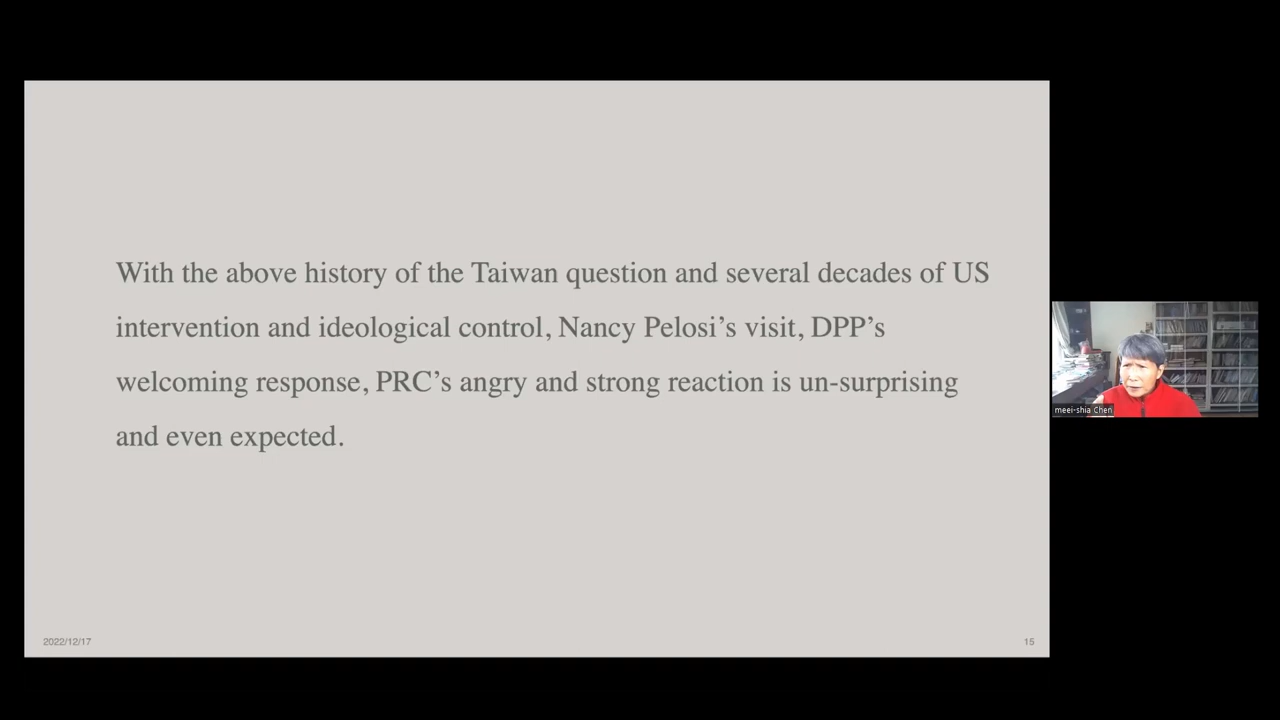 With the above history of the Taiwan question and several decades of US
intervention and ideological control, Nancy Pelosi’s visit, DPP’s
welcoming response, PRC’s angry and strong reaction is un-surprising
and even expected.
meei-shia Chen
2022/12/17
15